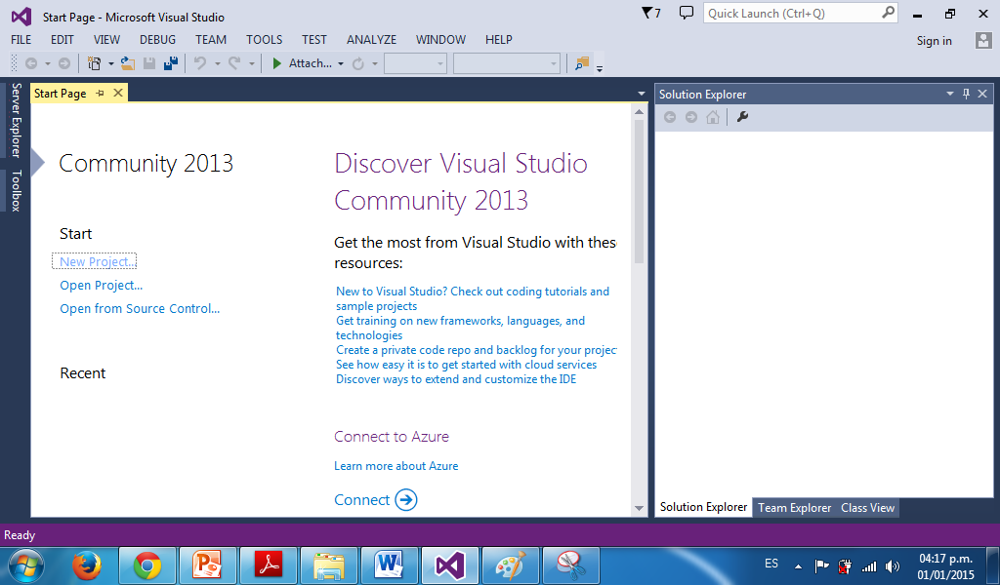 Start Page - Microsoft Visual Studio
7
Quick Launch (Ctrl+Q)
FILE EDIT VIEW DEBUG TEAM TOOLS TEST ANALYZE WINDOW HELP
Sign in
Attach...
Server Explorer
Toolbox
Start Page
Community 2013
Start
New Project...
Open Project...
Open from Source Control...
Recent
Discover Visual Studio
Community 2013
Get the most from Visual Studio with thes
resources:
New to Visual Studio? Check out coding tutorials and
sample projects
Get training on new frameworks, languages, and
technologies
Create a private code repo and backlog for your projec
See how easy it is to get started with cloud services
Discover ways to extend and customize the IDE
Connect to Azure
Learn more about Azure
Connect
Solution Explorer
Solution Explorer Team Explorer Class View
Ready
ES
04:17 p.m.
01/01/2015